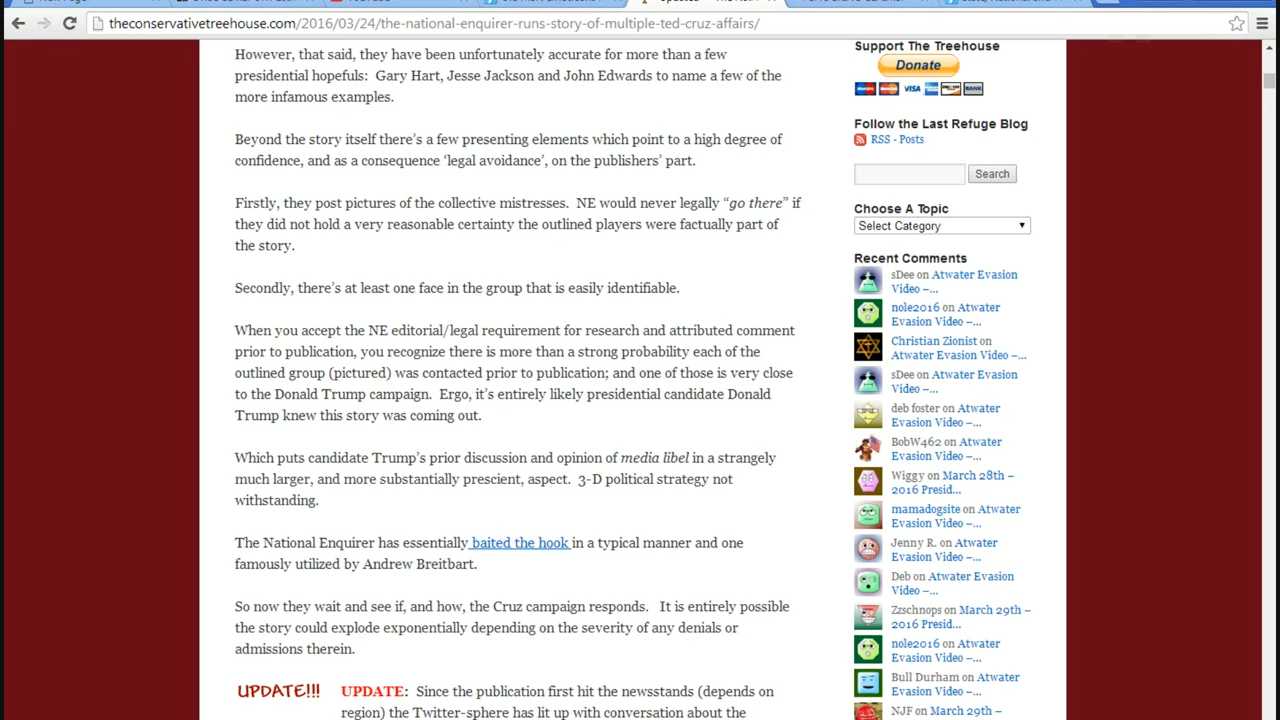 theconservativetreehouse.com/2016/03/24/the-national-enquirer-runs-story-of-multiple-ted-cruz-affairs/
However, that said, they have been unfortunately accurate for more than a few
presidential hopefuls:  Gary Hart, Jesse Jackson and John Edwards to name a few of the
more infamous examples.
Beyond the story itself there's a few presenting elements which point to a high degree of
confidence, and as a consequence 'legal avoidance', on the publishers' part.
Firstly, they post pictures of the collective mistresses.  NE would never legally "go there" if
they did not hold a very reasonable certainty the outlined players were factually part of
the story.
Secondly, there's at least one face in the group that is easily identifiable.
When you accept the NE editorial/legal requirement for research and attributed comment
prior to publication, you recognize there is more than a strong probability each of the
outlined group (pictured) was contacted prior to publication; and one of those is very close
to the Donald Trump campaign.  Ergo, it's entirely likely presidential candidate Donald
Trump knew this story was coming out.
Which puts candidate Trump's prior discussion and opinion of media libel in a strangely
much larger, and more substantially prescient, aspect.  3-D political strategy not
withstanding.
The National Enquirer has essentially baited the hook in a typical manner and one
famously utilized by Andrew Breitbart.
So now they wait and see if, and how, the Cruz campaign responds.   It is entirely possible
the story could explode exponentially depending on the severity of any denials or
admissions therein.
UPDATE!!! UPDATE:  Since the publication first hit the newsstands (depends on
region) the Twitter-sphere has lit up with conversation about the
Support The Treehouse
Donate
VISA
BANK
Follow the Last Refuge Blog
RSS - Posts
Search
Choose A Topic
Select Category
Recent Comments
sDee on Atwater Evasion
Video –...
nole2016 on Atwater
Evasion Video –...
Christian Zionist on
Atwater Evasion Video –...
sDee on Atwater Evasion
Video –...
deb foster on Atwater
Evasion Video –...
BobW462 on Atwater
Evasion Video –...
Wiggy on March 28th –
2016 Presid...
mamadogsite on Atwater
Evasion Video –...
Jenny R. on Atwater
Evasion Video –...
Deb on Atwater Evasion
Video –...
Zzschnops on March 29th –
2016 Presid...
nole2016 on Atwater
Evasion Video –...
Bull Durham on Atwater
Evasion Video –...
NJF on March 29th –